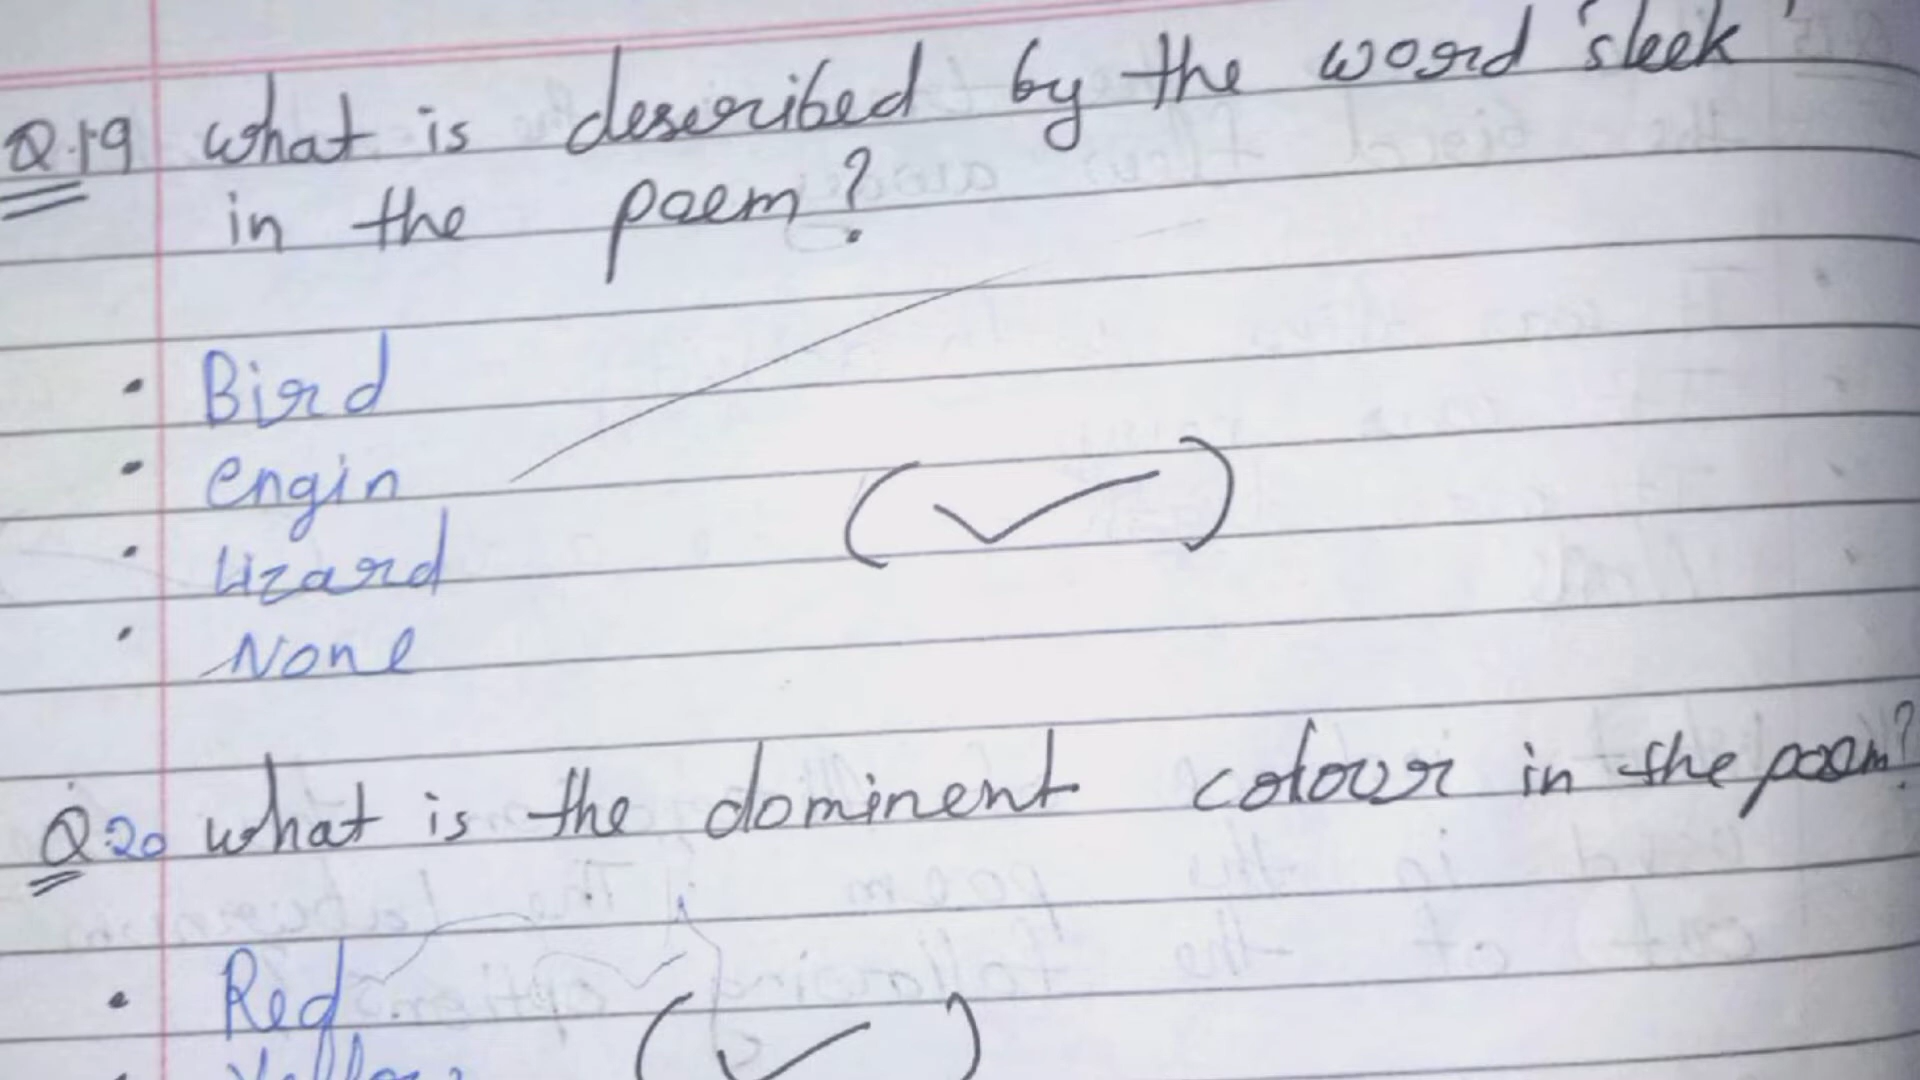 Q.19 What is described by the word 'sleek'
in the poem?
• Bird
• engin
• Lizard
• None
Q.20 What is the dominent colour in the poem?
• Red
• Yellow